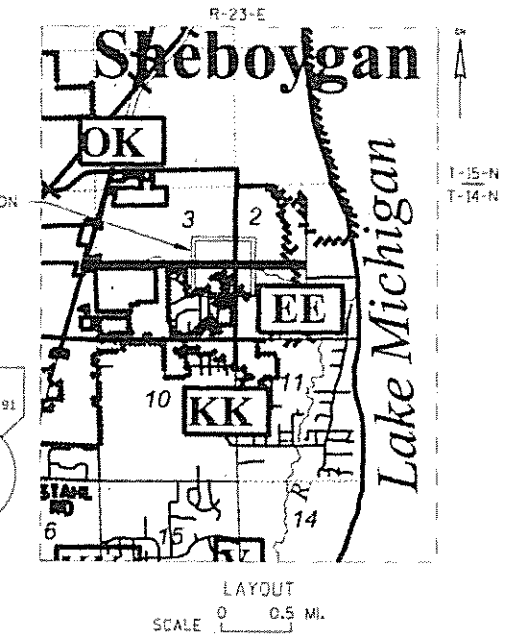 R-23-E
Sheboygan
OK
T-15-N
T-14-N
ON
3
2
Lake Michigan
EE
91
10
11
KK
STAHL
RD
R
14
6
15
LAYOUT
SCALE 0 0.5 MI.